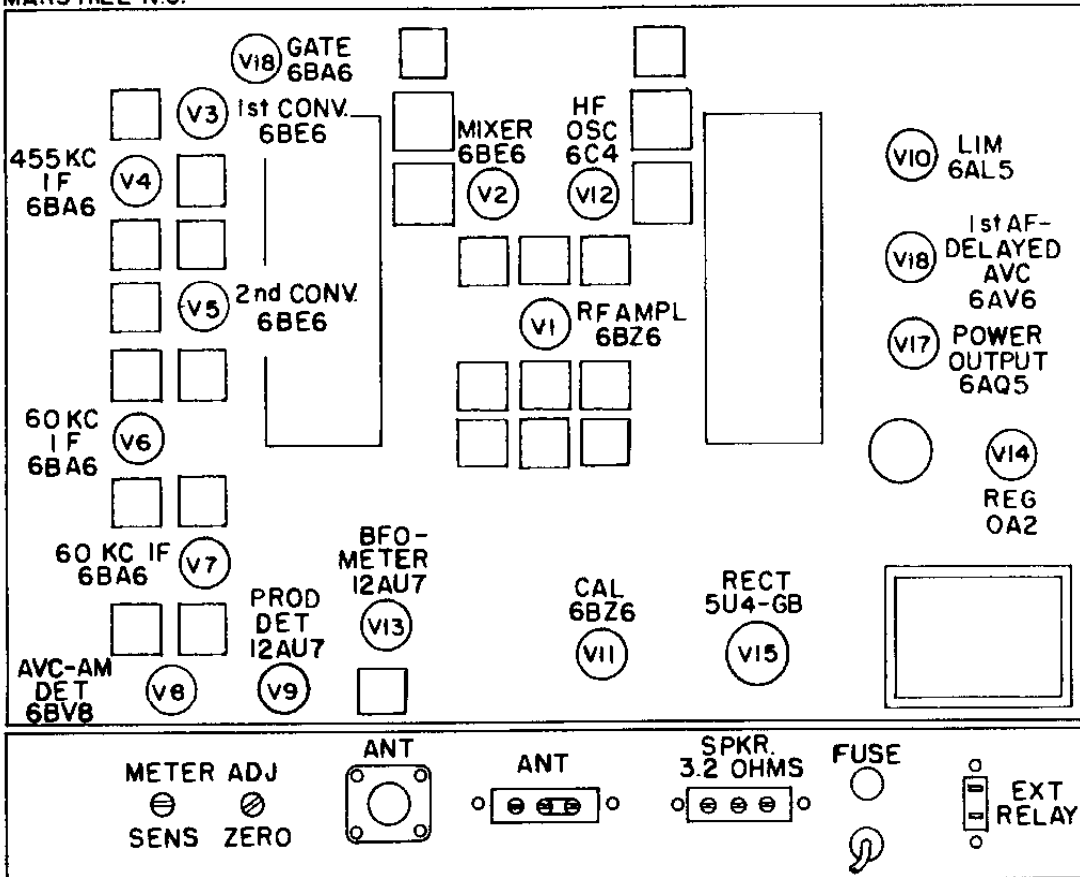 MARS HILL N.C.
V18 GATE
6BA6
V3 1st CONV.
6BE6
455 KC
IF
6BA6
V4
MIXER
6BE6
V2
HF
OSC
6C4
V12
V10 LIM
6AL5
V18 1st AF-
DELAYED
AVC
6AV6
V5 2nd CONV.
6BE6
V1 RF AMPL
6BZ6
V17 POWER
OUTPUT
6AQ5
60 KC
IF
6BA6
V6
V14
REG
OA2
60 KC IF
6BA6
V7
BFO-
METER
12AU7
V13
PROD
DET
12AU7
V9
CAL
6BZ6
V11
RECT
5U4-GB
V15
AVC-AM
DET
6BV8
V8
METER ADJ
SENS ZERO
ANT
ANT
SPKR.
3.2 OHMS
FUSE
EXT
RELAY